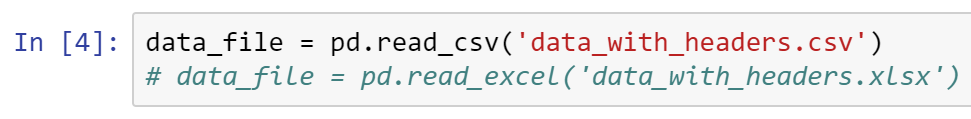 In [4]: data_file = pd.read_csv('data_with_headers.csv')
# data_file = pd.read_excel('data_with_headers.xlsx')